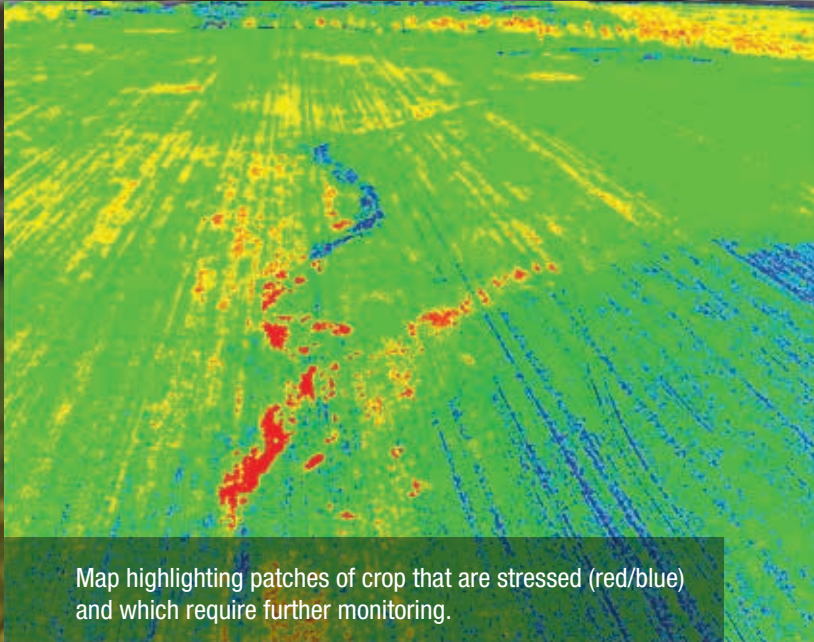 Map highlighting patches of crop that are stressed (red/blue)
and which require further monitoring.